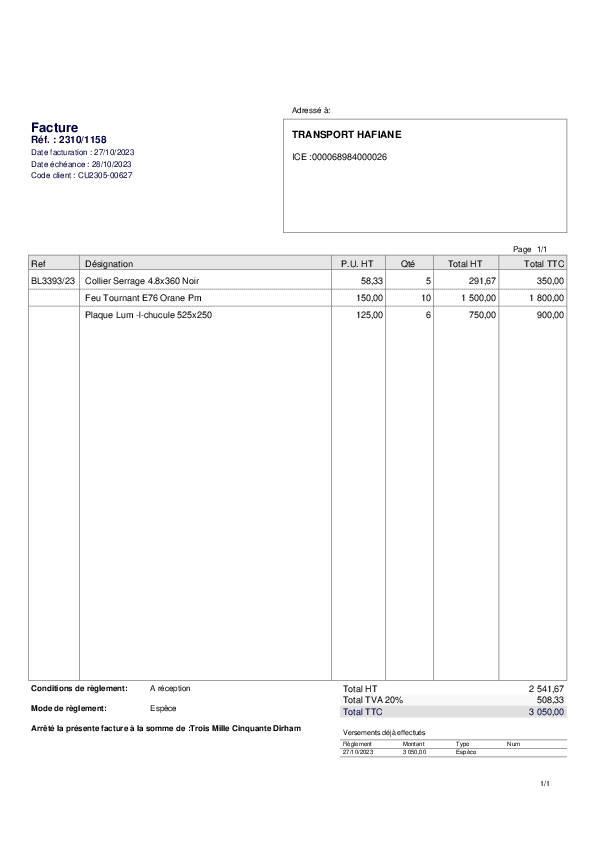 Adressé à:
Facture
Réf. : 2310/1158
Date facturation : 27/10/2023
Date échéance : 28/10/2023
Code client : CU2305-00627
TRANSPORT HAFIANE
ICE :000068984000026
Page 1/1
Ref Désignation P.U. HT Qté Total HT Total TTC
BL3393/23 Collier Serrage 4.8x360 Noir 58,33 5 291,67 350,00
Feu Tournant E76 Orane Pm 150,00 10 1 500,00 1 800,00
Plaque Lum -I-chucule 525x250 125,00 6 750,00 900,00
Conditions de règlement: A réception
Mode de règlement: Espèce
Arrêté la présente facture à la somme de :Trois Mille Cinquante Dirham
Total HT 2 541,67
Total TVA 20% 508,33
Total TTC 3 050,00
Versements déjà effectués
Règlement Montant Type Num
27/10/2023 3 050,00 Espèce
1/1